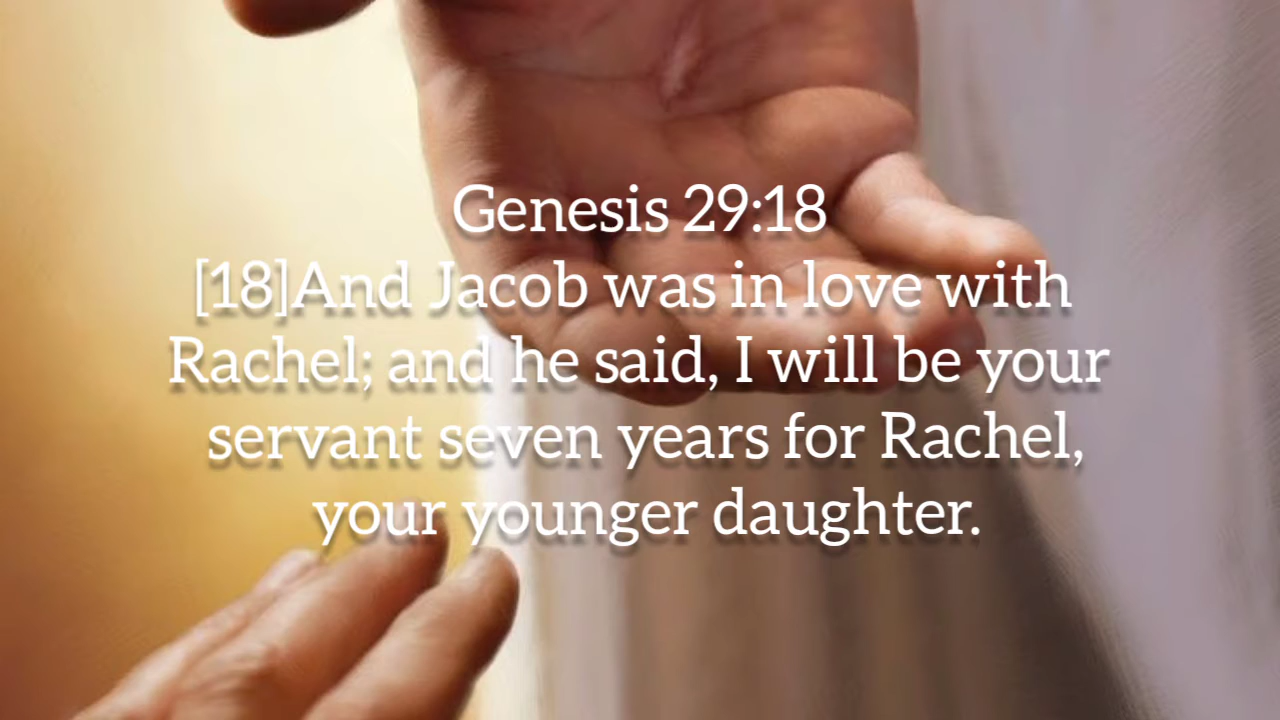 Genesis 29:18
[18]And Jacob was in love with
Rachel; and he said, I will be your
servant seven years for Rachel,
your younger daughter.